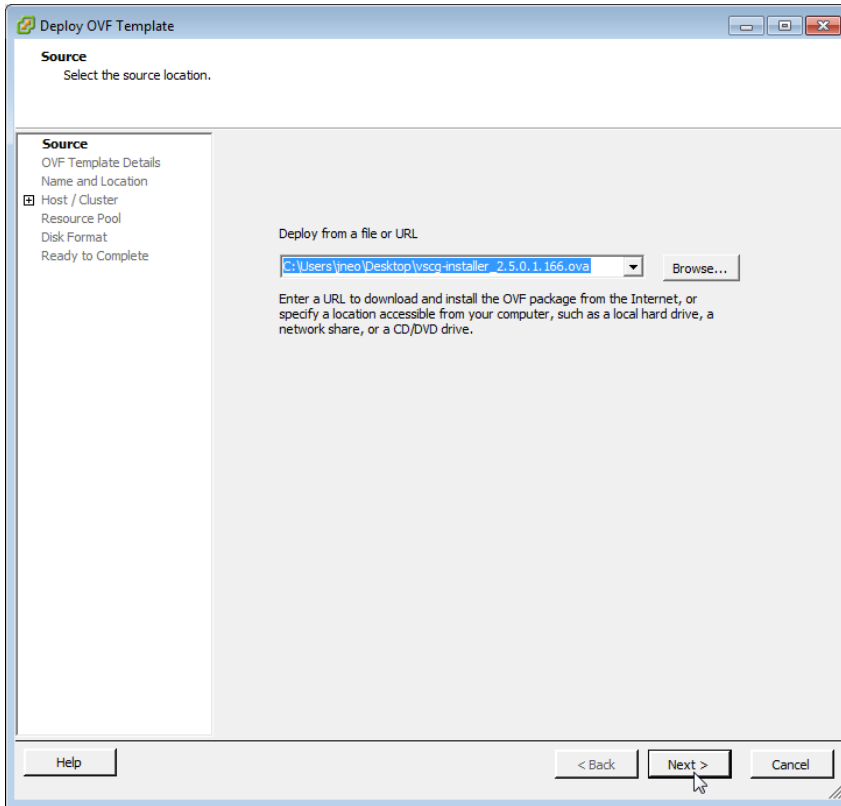 Deploy OVF Template
Source
Select the source location.
Source
OVF Template Details
Name and Location
Host / Cluster
Resource Pool
Disk Format
Ready to Complete
Deploy from a file or URL
C:\Users\jneo\Desktop\vscg-installer_2.5.0.1.166.ova
Browse...
Enter a URL to download and install the OVF package from the Internet, or
specify a location accessible from your computer, such as a local hard drive, a
network share, or a CD/DVD drive.
Help
< Back
Next >
Cancel